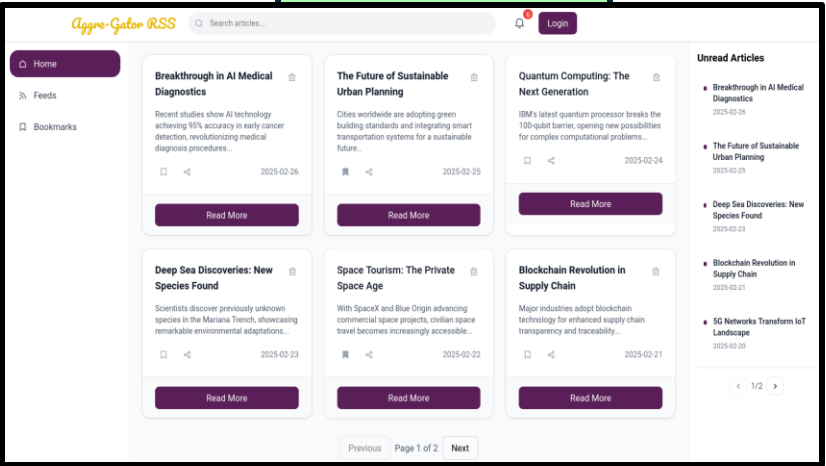 Aggre-Gator RSS
Search articles...
Login
Home
Feeds
Bookmarks
Breakthrough in AI Medical
Diagnostics
Recent studies show AI technology
achieving 95% accuracy in early cancer
detection, revolutionizing medical
diagnosis procedures...
2025-02-26
Read More
The Future of Sustainable
Urban Planning
Cities worldwide are adopting green
building standards and integrating smart
transportation systems for a sustainable
future...
2025-02-25
Read More
Quantum Computing: The
Next Generation
IBM's latest quantum processor breaks the
100-qubit barrier, opening new possibilities
for complex computational problems...
2025-02-24
Read More
Deep Sea Discoveries: New
Species Found
Scientists discover previously unknown
species in the Mariana Trench, showcasing
remarkable environmental adaptations...
2025-02-23
Read More
Space Tourism: The Private
Space Age
With SpaceX and Blue Origin advancing
commercial space projects, civilian space
travel becomes increasingly accessible...
2025-02-22
Read More
Blockchain Revolution in
Supply Chain
Major industries adopt blockchain
technology for enhanced supply chain
transparency and traceability...
2025-02-21
Read More
Previous Page 1 of 2 Next
Unread Articles
Breakthrough in AI Medical
Diagnostics
2025-02-26
The Future of Sustainable
Urban Planning
2025-02-25
Deep Sea Discoveries: New
Species Found
2025-02-23
Blockchain Revolution in
Supply Chain
2025-02-21
5G Networks Transform IoT
Landscape
2025-02-20
1/2